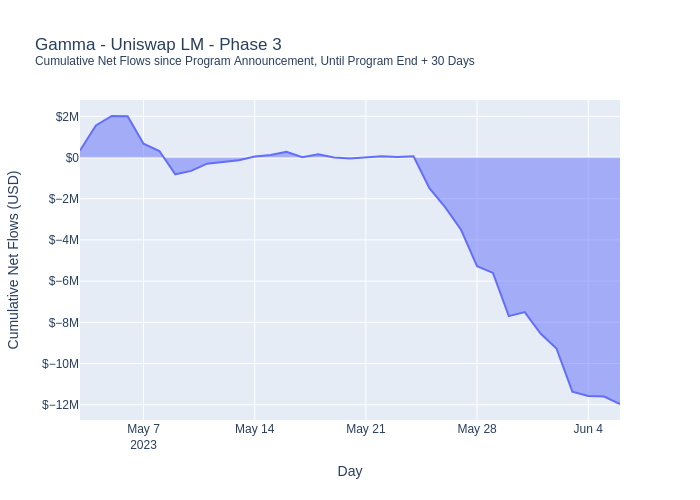 Gamma - Uniswap LM - Phase 3
Cumulative Net Flows since Program Announcement, Until Program End + 30 Days
Cumulative Net Flows (USD)
$2M
$0
$−2M
$−4M
$−6M
$−8M
$−10M
$−12M
May 7
2023
May 14
May 21
May 28
Jun 4
Day